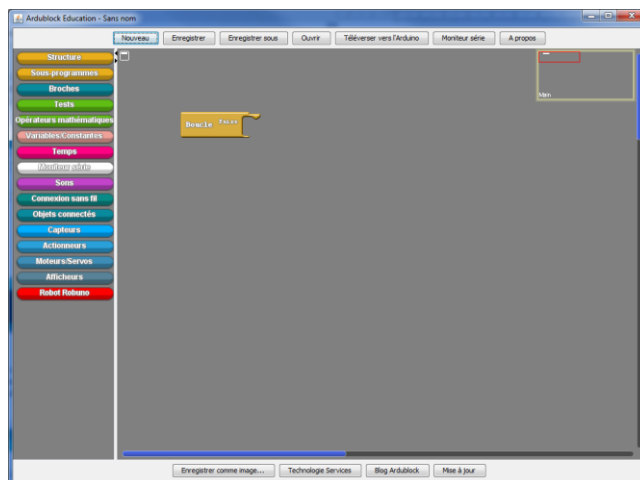 Ardublock Education - Sans nom
Nouveau Enregistrer Enregistrer sous Ouvrir Téléverser vers l'Arduino Moniteur série A propos
Structure
Sous-programmes
Broches
Tests
Opérateurs mathématiques
Variables/Constantes
Temps
Moniteur série
Sons
Connexion sans fil
Objets connectés
Capteurs
Actionneurs
Moteurs/Servos
Afficheurs
Robot Robuno
Boucle Faire
Main
Enregistrer comme image... Technologie Services Blog Ardublock Mise à jour